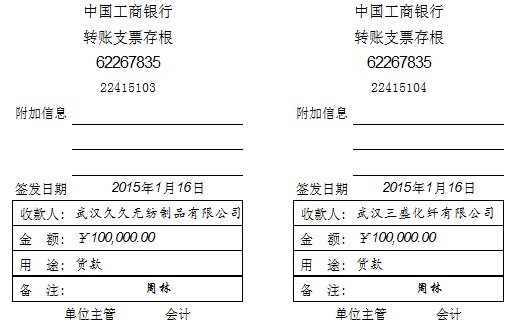 中国工商银行
转账支票存根
62267835
22415103
附加信息
签发日期 2015年1月16日
收款人：武汉久久无纺制品有限公司
金 额：￥100,000.00
用 途：货款
备 注： 周林
单位主管 会计
中国工商银行
转账支票存根
62267835
22415104
附加信息
签发日期 2015年1月16日
收款人：武汉三盛化纤有限公司
金 额：￥100,000.00
用 途：货款
备 注： 周林
单位主管 会计